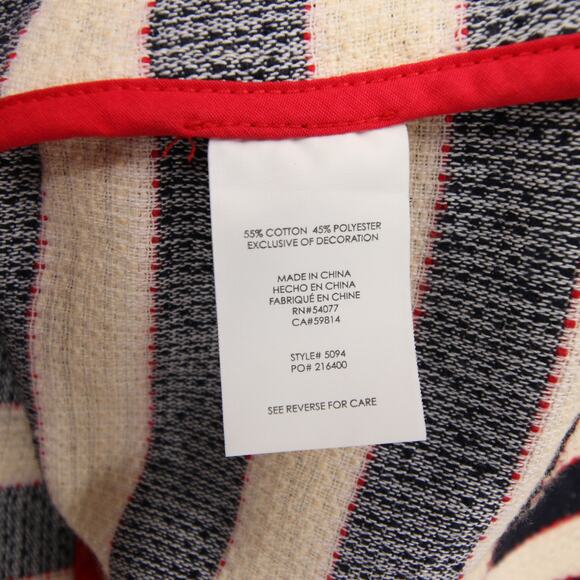 55% COTTON 45% POLYESTER
EXCLUSIVE OF DECORATION
MADE IN CHINA
HECHO EN CHINA
FABRIQUÉ EN CHINE
RN#54077
CA#59814
STYLE# 5094
PO# 216400
SEE REVERSE FOR CARE